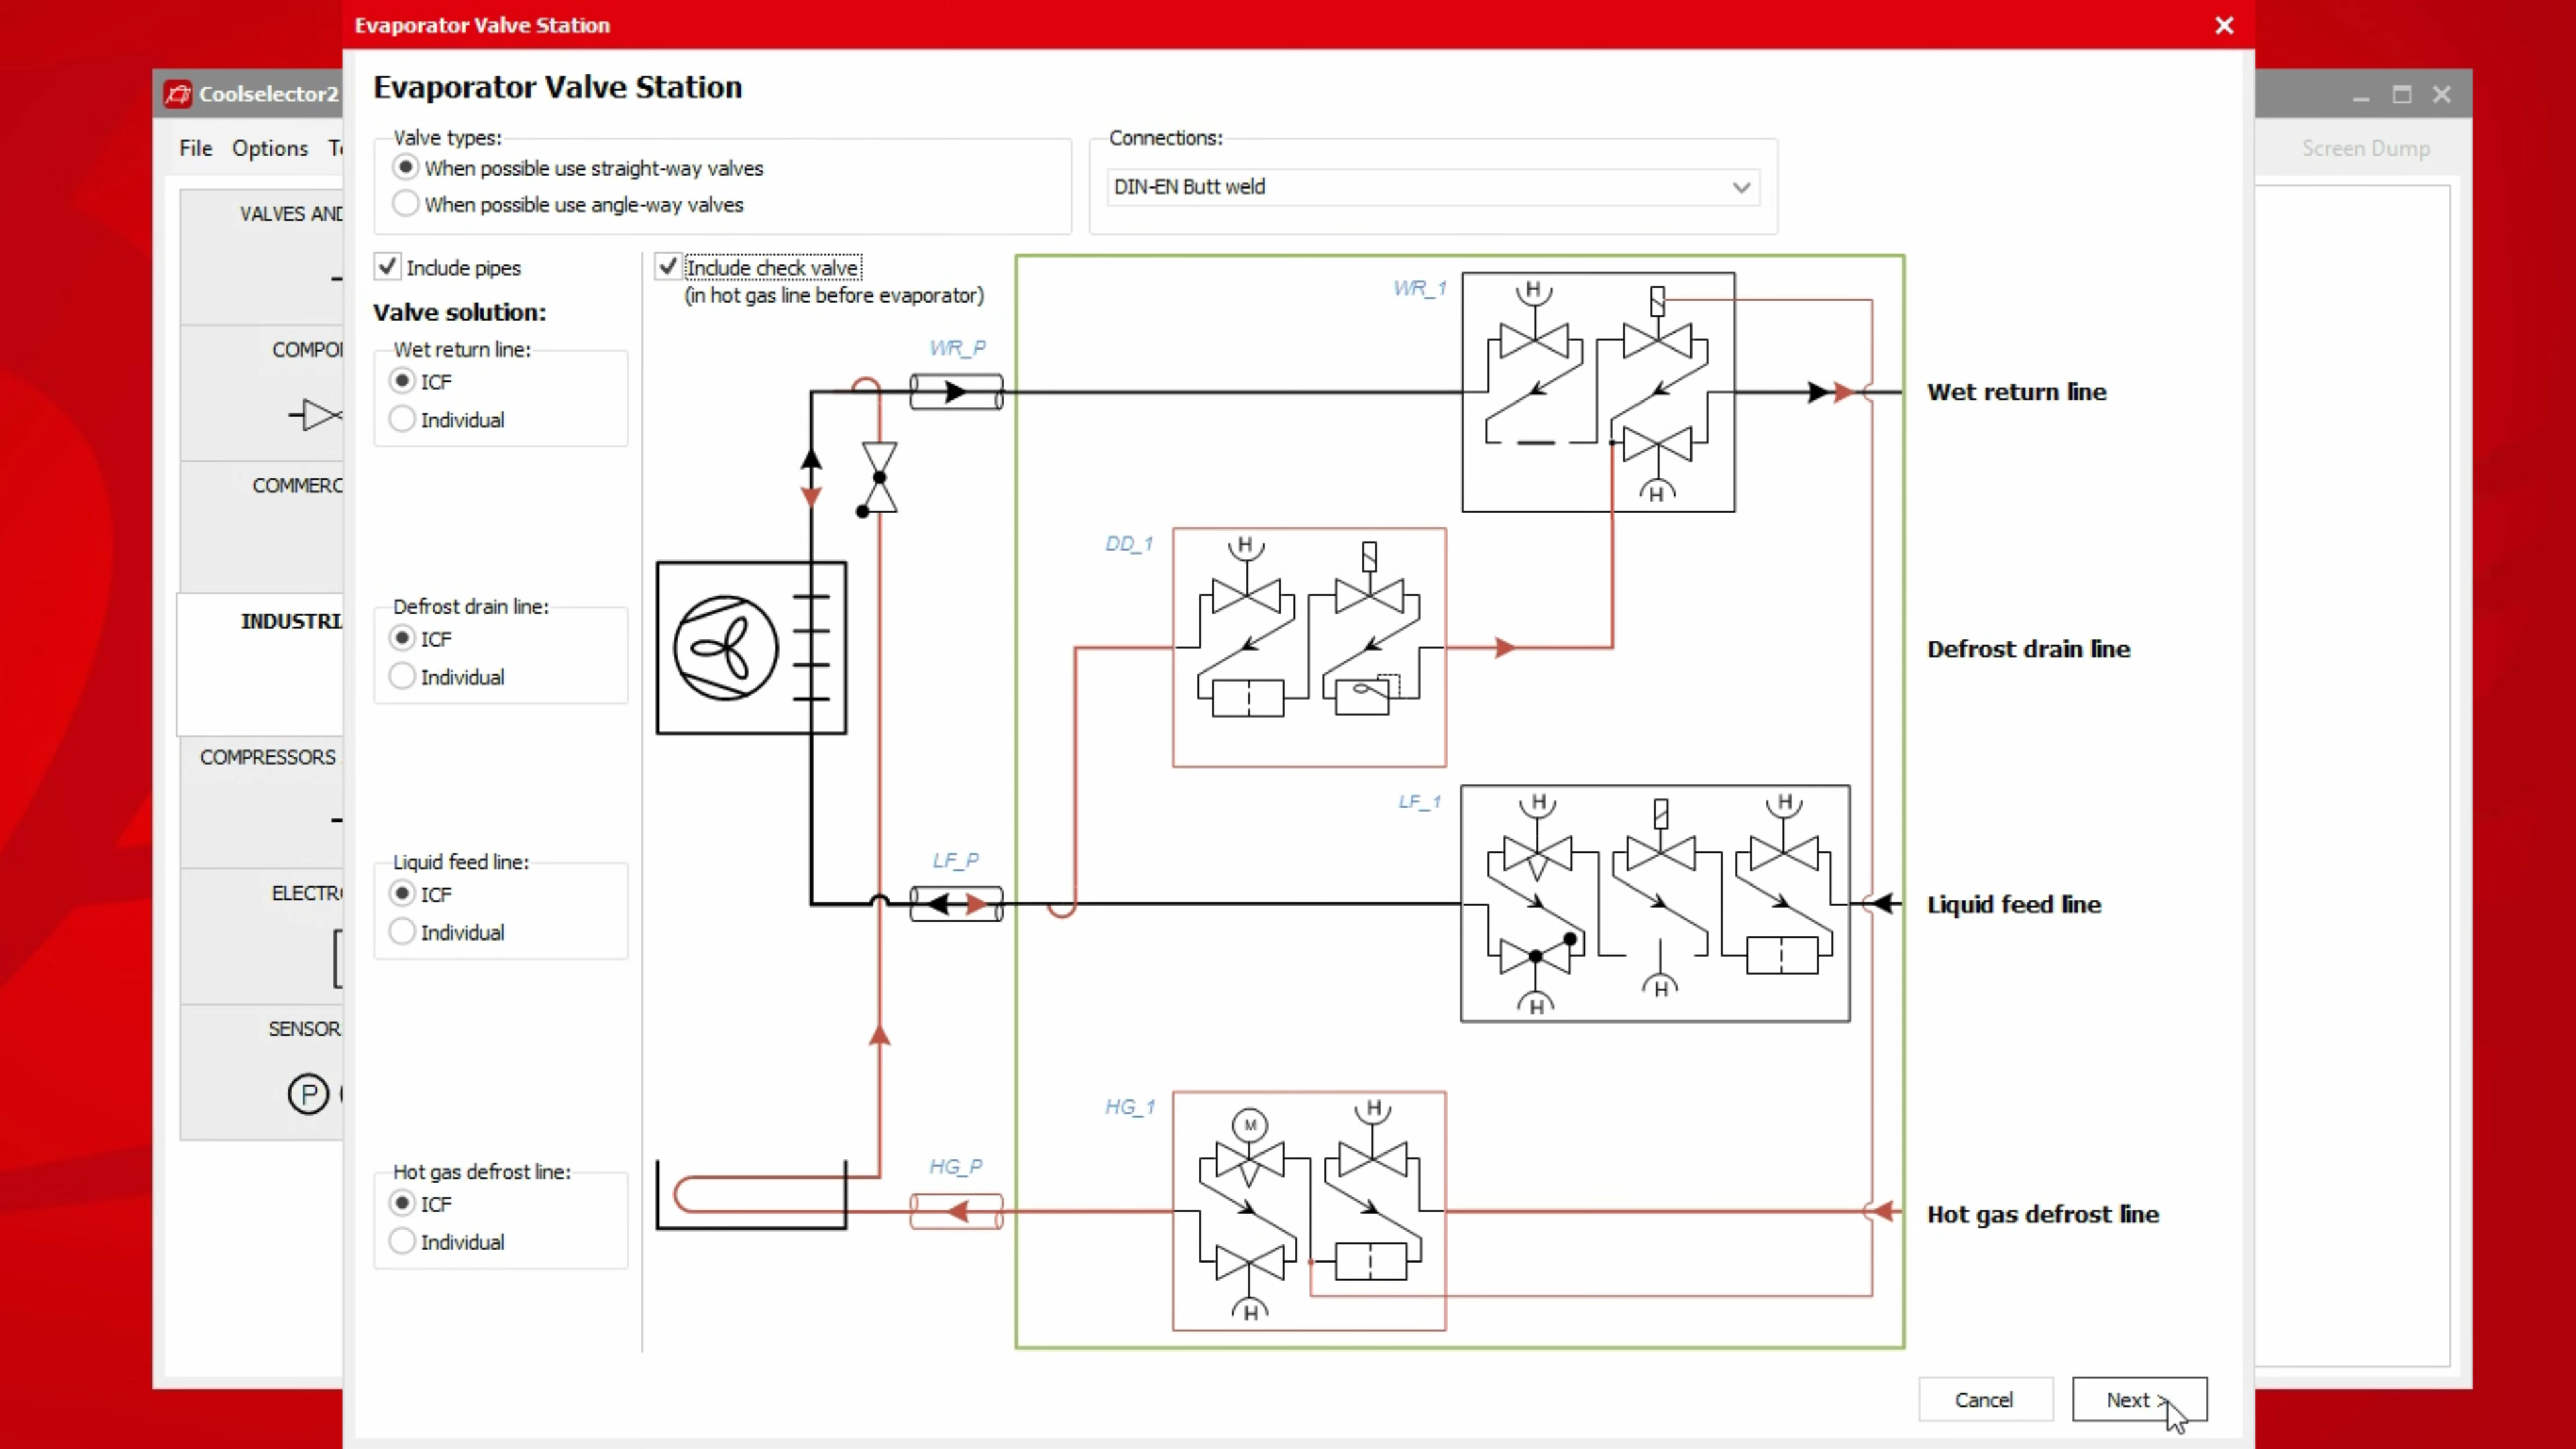 Evaporator Valve Station
Evaporator Valve Station
Coolselector2
File Options
Screen Dump
VALVES AND
COMPO
COMMERC
INDUSTRI
COMPRESSORS
ELECTR
SENSOR
P
Valve types:
When possible use straight-way valves
When possible use angle-way valves
Connections:
DIN-EN Butt weld
Include pipes
Include check valve
(in hot gas line before evaporator)
Valve solution:
Wet return line:
ICF
Individual
Defrost drain line:
ICF
Individual
Liquid feed line:
ICF
Individual
Hot gas defrost line:
ICF
Individual
WR_P
WR_1
H
H
Wet return line
DD_1
H
Defrost drain line
LF_P
LF_1
H H
H H
Liquid feed line
HG_P
HG_1
M H
H
Hot gas defrost line
Cancel
Next >